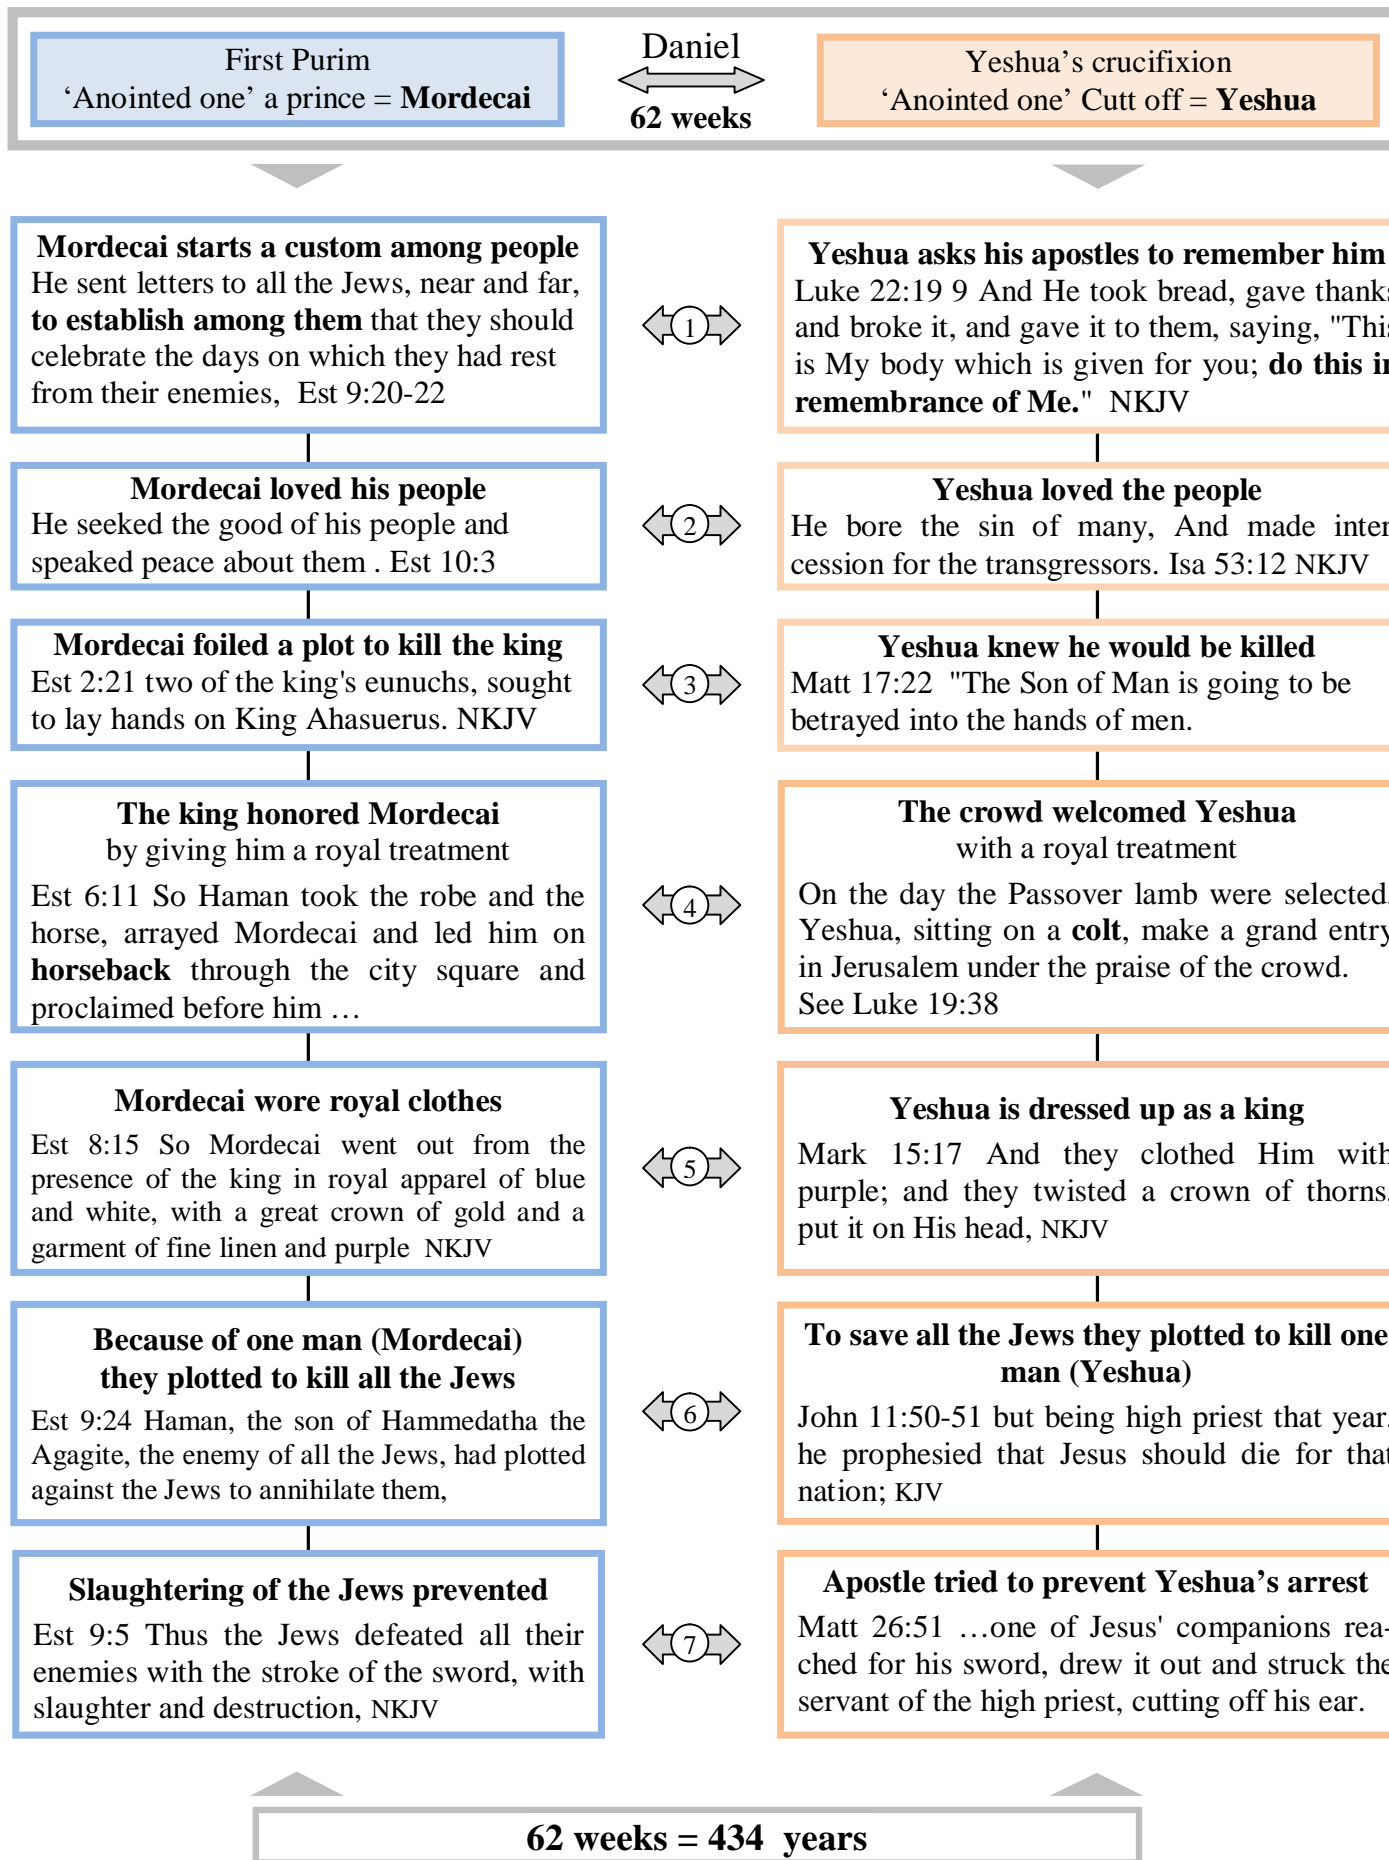 First Purim
‘Anointed one’ a prince = Mordecai
Daniel
62 weeks
Yeshua’s crucifixion
‘Anointed one’ Cutt off = Yeshua
Mordecai starts a custom among people
He sent letters to all the Jews, near and far,
to establish among them that they should
celebrate the days on which they had rest
from their enemies, Est 9:20-22
1
Yeshua asks his apostles to remember him
Luke 22:19 9 And He took bread, gave thanks
and broke it, and gave it to them, saying, "This
is My body which is given for you; do this in
remembrance of Me." NKJV
Mordecai loved his people
He seeked the good of his people and
speaked peace about them . Est 10:3
2
Yeshua loved the people
He bore the sin of many, And made inter
cession for the transgressors. Isa 53:12 NKJV
Mordecai foiled a plot to kill the king
Est 2:21 two of the king's eunuchs, sought
to lay hands on King Ahasuerus. NKJV
3
Yeshua knew he would be killed
Matt 17:22 "The Son of Man is going to be
betrayed into the hands of men.
The king honored Mordecai
by giving him a royal treatment
Est 6:11 So Haman took the robe and the
horse, arrayed Mordecai and led him on
horseback through the city square and
proclaimed before him …
4
The crowd welcomed Yeshua
with a royal treatment
On the day the Passover lamb were selected,
Yeshua, sitting on a colt, make a grand entry
in Jerusalem under the praise of the crowd.
See Luke 19:38
Mordecai wore royal clothes
Est 8:15 So Mordecai went out from the
presence of the king in royal apparel of blue
and white, with a great crown of gold and a
garment of fine linen and purple NKJV
5
Yeshua is dressed up as a king
Mark 15:17 And they clothed Him with
purple; and they twisted a crown of thorns,
put it on His head, NKJV
Because of one man (Mordecai)
they plotted to kill all the Jews
Est 9:24 Haman, the son of Hammedatha the
Agagite, the enemy of all the Jews, had plotted
against the Jews to annihilate them,
6
To save all the Jews they plotted to kill one
man (Yeshua)
John 11:50-51 but being high priest that year,
he prophesied that Jesus should die for that
nation; KJV
Slaughtering of the Jews prevented
Est 9:5 Thus the Jews defeated all their
enemies with the stroke of the sword, with
slaughter and destruction, NKJV
7
Apostle tried to prevent Yeshua’s arrest
Matt 26:51 …one of Jesus' companions rea-
ched for his sword, drew it out and struck the
servant of the high priest, cutting off his ear.
62 weeks = 434 years